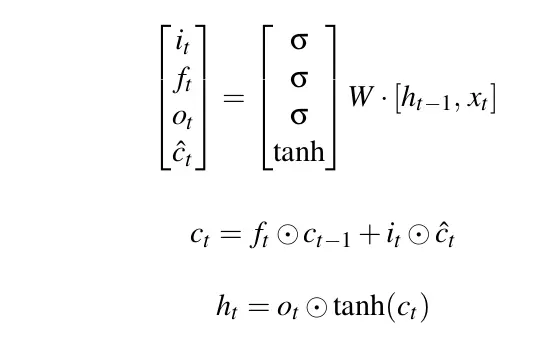 [i_t f_t o_t ĉ_t] = [σ σ σ tanh] W · [h_{t−1}, x_t]
c_t = f_t ⊙ c_{t−1} + i_t ⊙ ĉ_t
h_t = o_t ⊙ tanh(c_t)